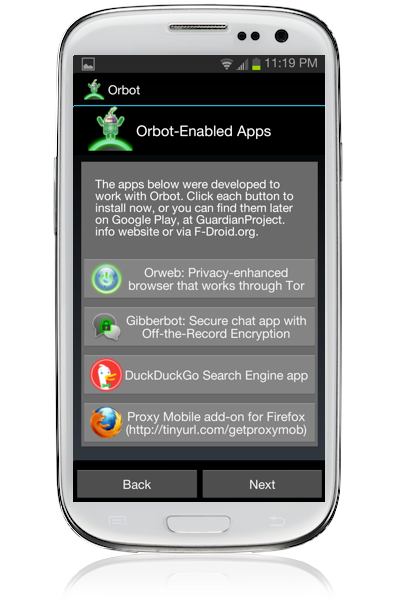 11:19 PM
Orbot
Orbot-Enabled Apps
The apps below were developed to
work with Orbot. Click each button to
install now, or you can find them later
on Google Play, at GuardianProject.
info website or via F-Droid.org.
Orweb: Privacy-enhanced
browser that works through Tor
Gibberbot: Secure chat app with
Off-the-Record Encryption
DuckDuckGo Search Engine app
Proxy Mobile add-on for Firefox
(http://tinyurl.com/getproxymob)
Back
Next